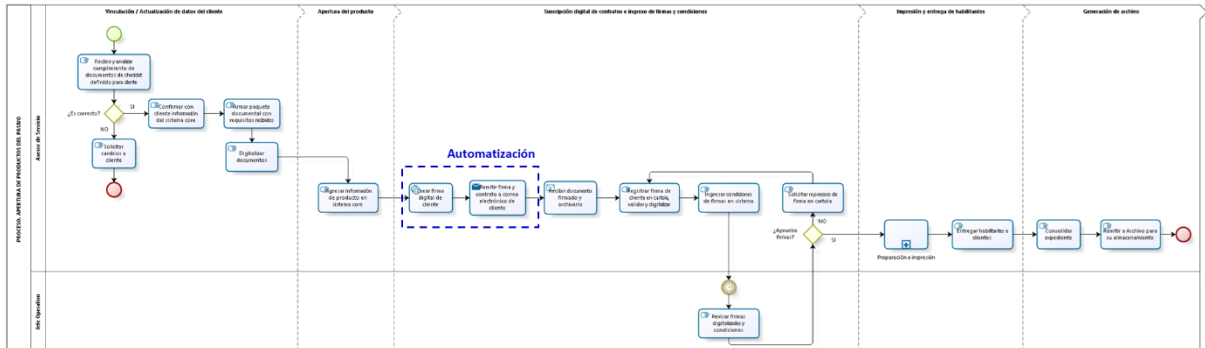 Vinculación / Actualización de datos del cliente
Apertura del producto
Suscripción digital de contratos e ingreso de firmas y condiciones
Impresión y entrega de habilitantes
Generación de archivo
PROCESO: APERTURA DE PRODUCTOS DEL PASIVO
Asesor de Servicio
Recibir y analizar
cumplimiento de
documentos de checklist
definido para cliente
¿Es correcto?
SI
NO
Confirmar con
cliente información
del sistema core
Armar paquete
documental con
requisitos recibidos
Solicitar
cambios a
cliente
Digitalizar
documentos
Ingresar información
de producto en
sistema core
Automatización
Crear firma
digital de
cliente
Remitir firma y
contrato a correo
electrónico de
cliente
Recibir documento
firmado y
archivarlo
Registrar firma de
cliente en cartola,
validar y digitalizar
Ingresar condiciones
de firmas en sistema
Solicitar reproceso de
firma en cartola
¿Aprueba
firmas?
NO
SI
Preparación e impresión
Entregar habilitantes a
clientes
Consolidar
expediente
Remitir a Archivo para
su almacenamiento
Jefe Operativo
Revisar firmas
digitalizadas y
condiciones